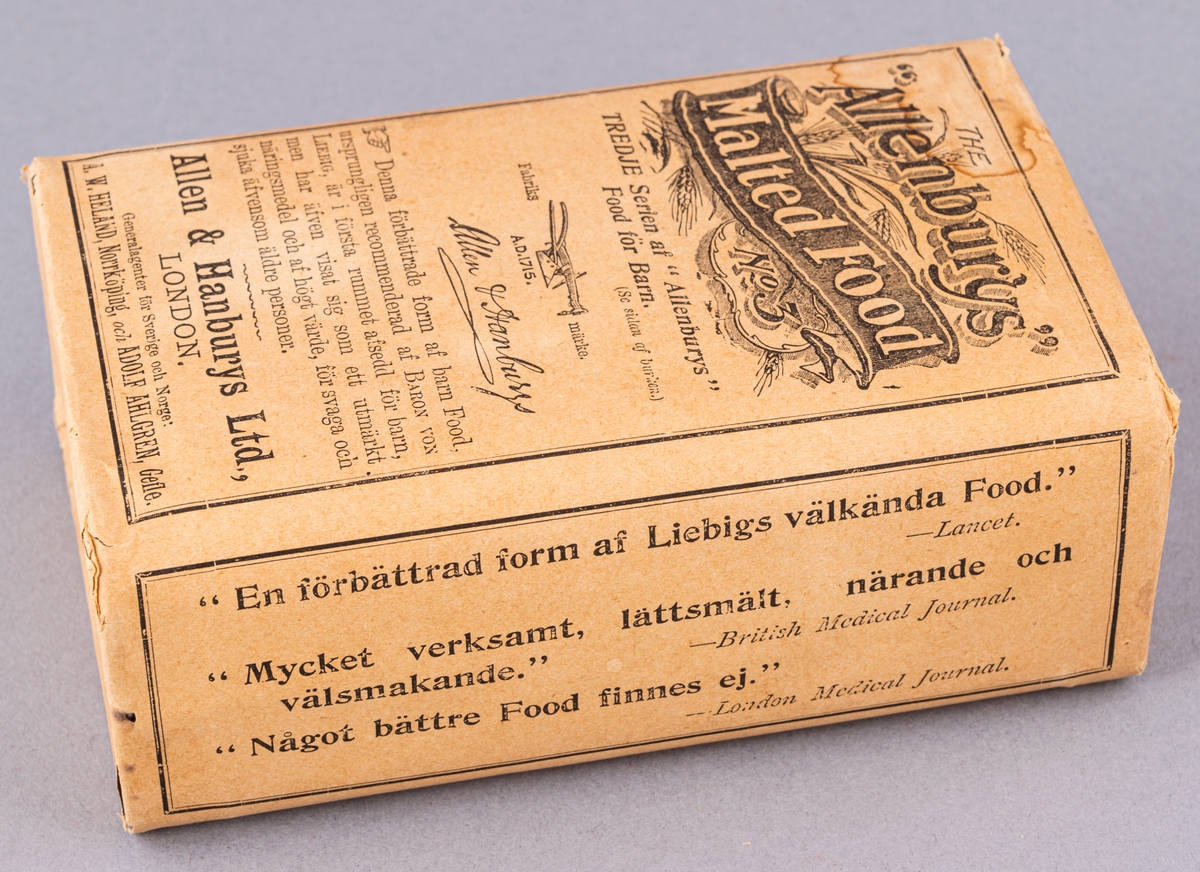 THE
"Allenburys"
Malted Food
No. 3
TREDJE Serien af "Allenburys"
Food för Barn.
(Se sidan af burken.)
Fabriks märke.
A.D. 1715.
Allen & Hanburys
☞ Denna förbättrade form af barn Food,
ursprungligen recommenderad af BARON VON
LIEBIG, är i första rummet afsedd för barn,
men har äfven visat sig som ett utmärkt
näringsmedel och af högt värde, för svaga och
sjuka äfvensom äldre personer.
Allen & Hanburys Ltd.,
LONDON.
Generalagenter för Sverige och Norge:
A. W. HELAND, Norrköping, och ADOLF AHLGREN, Gefle.
"En förbättrad form af Liebigs välkända Food."
—Lancet.
"Mycket verksamt, lättsmält, närande och
välsmakande."
—British Medical Journal.
"Något bättre Food finnes ej."
—London Medical Journal.